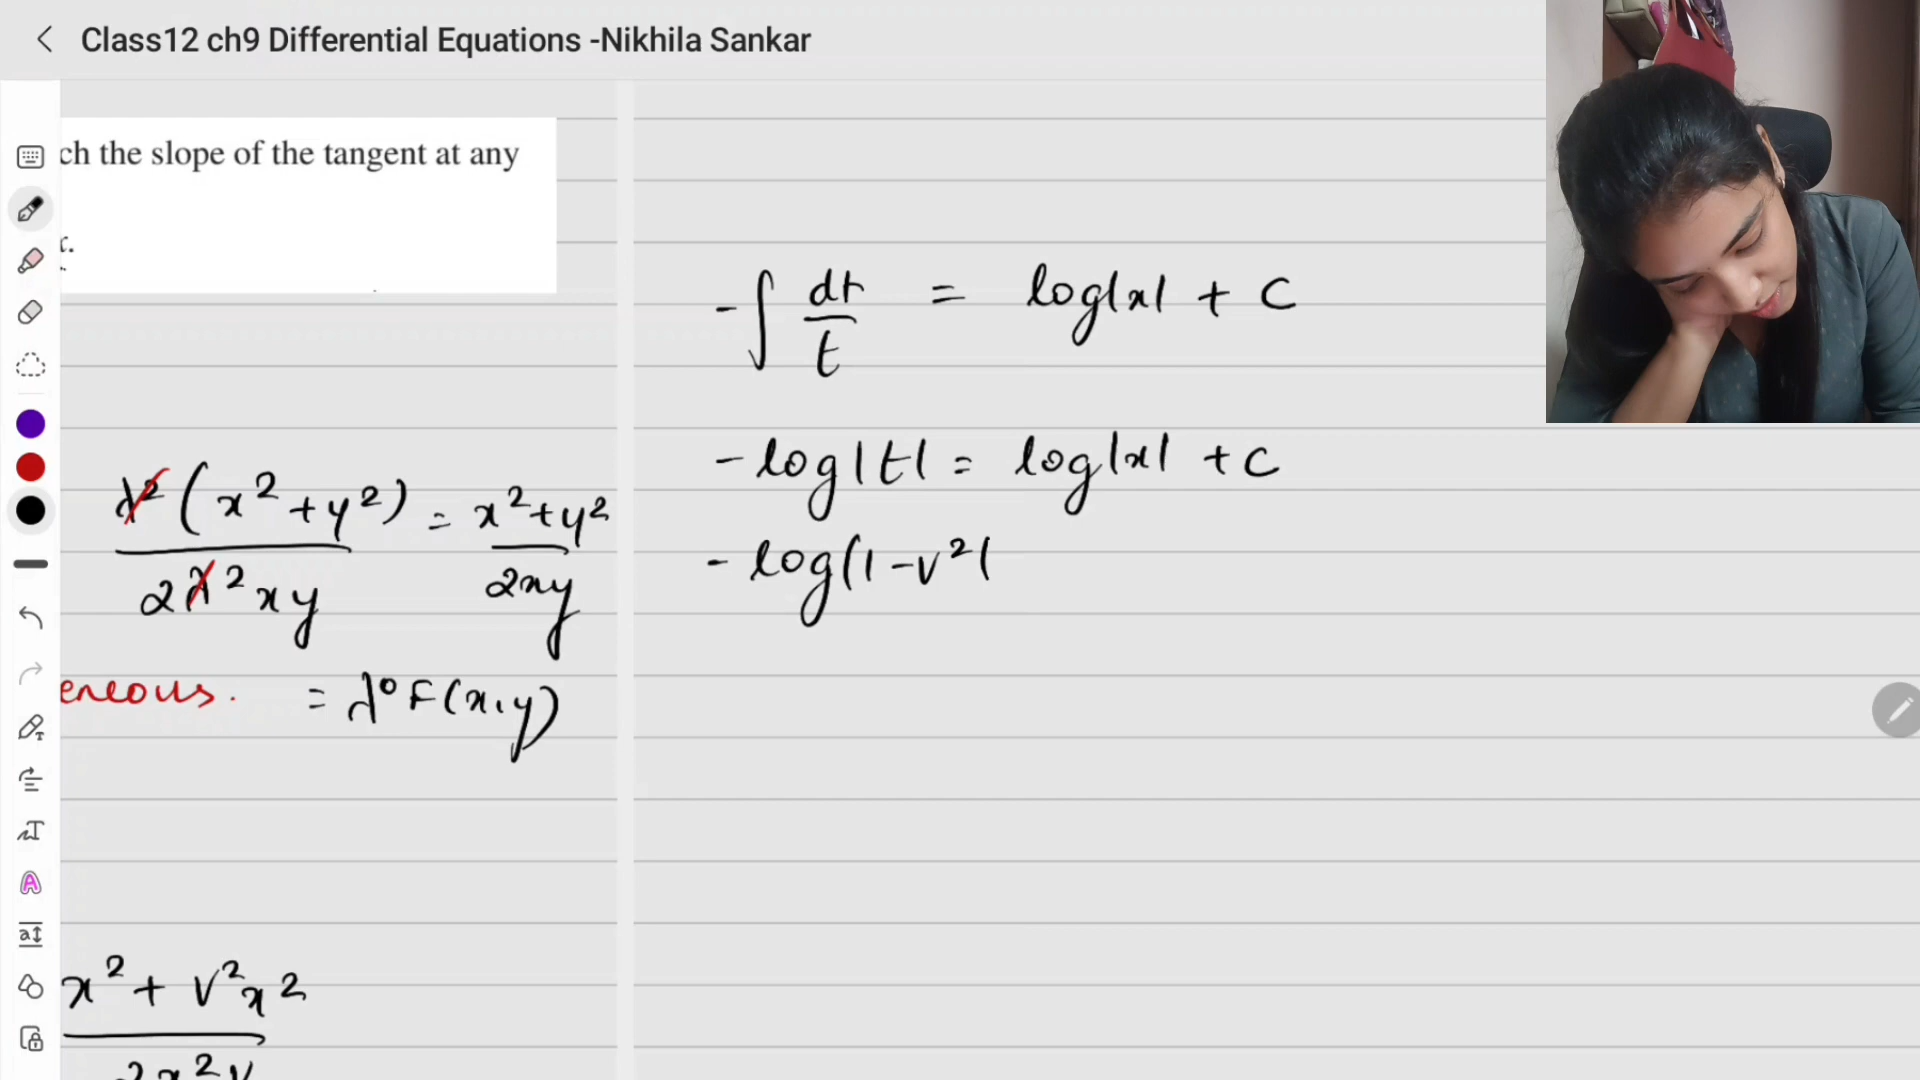 Class12 ch9 Differential Equations -Nikhila Sankar
ch the slope of the tangent at any
x.
λ²(x²+y²)/2λ²xy = x²+y²/2xy
eneous. = λ⁰F(x,y)
x² + v²x²/2x²v
-∫ dt/t = log|x| + C
-log|t| = log|x| + C
-log|1-v²|